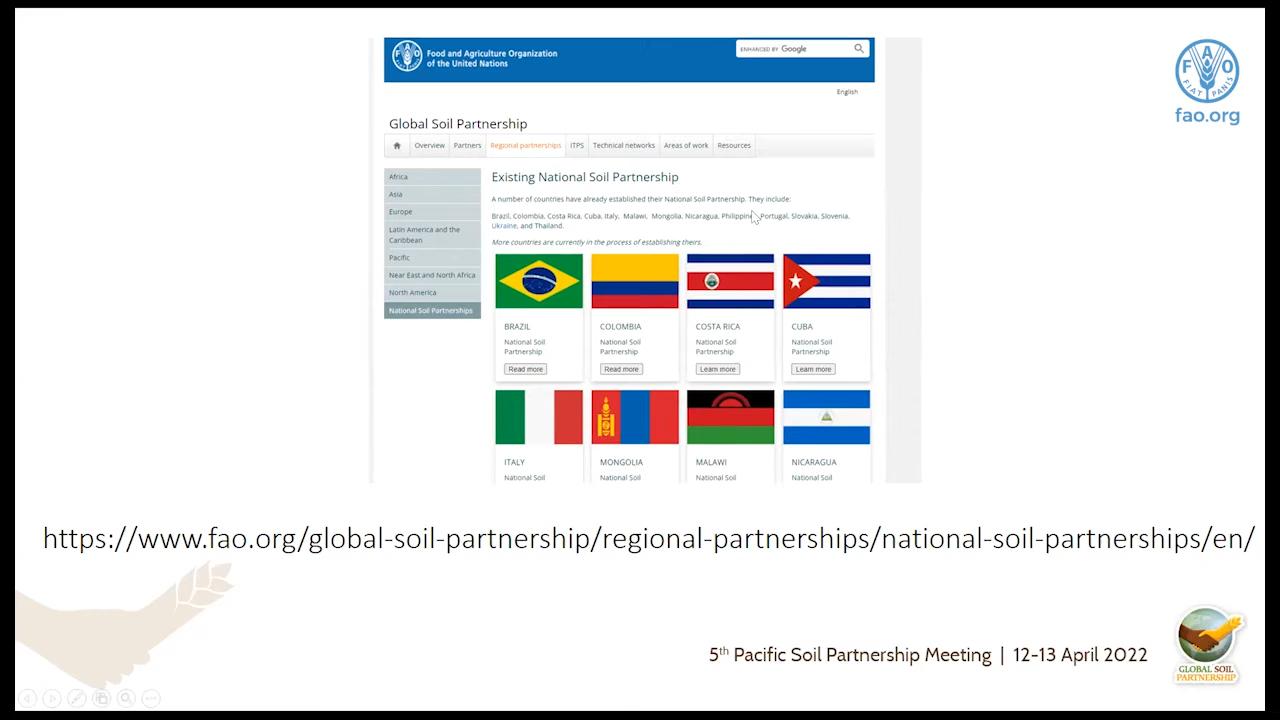 Food and Agriculture Organization
of the United Nations
ENHANCED BY Google
English
Global Soil Partnership
Overview
Partners
Regional partnerships
ITPS
Technical networks
Areas of work
Resources
Africa
Asia
Europe
Latin America and the
Caribbean
Pacific
Near East and North Africa
North America
National Soil Partnerships
Existing National Soil Partnership
A number of countries have already established their National Soil Partnership. They include:
Brazil, Colombia, Costa Rica, Cuba, Italy, Malawi, Mongolia, Nicaragua, Portugal, Slovakia, Slovenia,
Ukraine, and Thailand.
More countries are currently in the process of establishing theirs.
BRAZIL
National Soil
Partnership
Read more
COLOMBIA
National Soil
Partnership
Read more
COSTA RICA
National Soil
Partnership
Learn more
CUBA
National Soil
Partnership
Learn more
ITALY
National Soil
MONGOLIA
National Soil
MALAWI
National Soil
NICARAGUA
National Soil
FAO
FIAT PANIS
fao.org
https://www.fao.org/global-soil-partnership/regional-partnerships/national-soil-partnerships/en/
5th Pacific Soil Partnership Meeting | 12-13 April 2022
GLOBAL SOIL
PARTNERSHIP